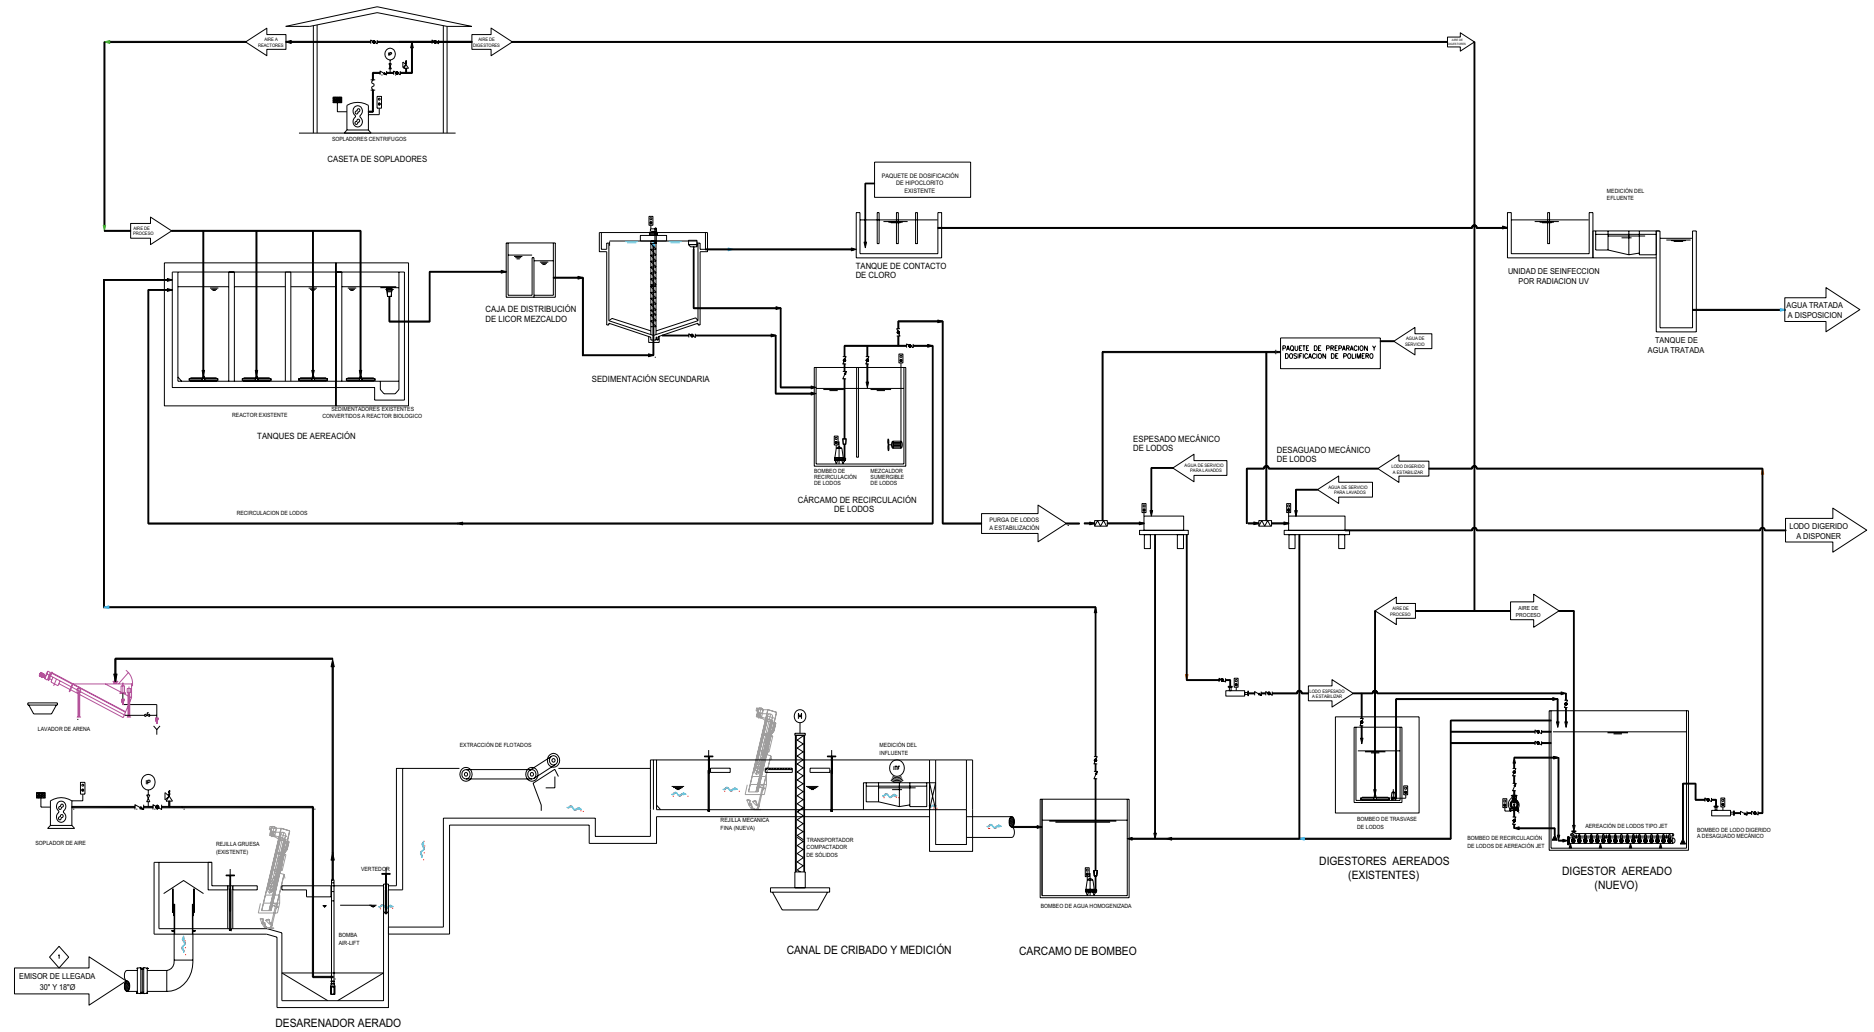 AIRE A
REACTORES
AIRE DE
DIGESTORES
SOPLADORES CENTRIFUGOS
CASETA DE SOPLADORES
PAQUETE DE DOSIFICACIÓN
DE HIPOCLORITO
EXISTENTE
MEDICIÓN DEL
EFLUENTE
AIRE DE
PROCESO
TANQUE DE CONTACTO
DE CLORO
UNIDAD DE SEINFECCION
POR RADIACION UV
AGUA TRATADA
A DISPOSICION
TANQUE DE
AGUA TRATADA
CAJA DE DISTRIBUCIÓN
DE LICOR MEZCALDO
SEDIMENTACIÓN SECUNDARIA
PAQUETE DE PREPARACION Y
DOSIFICACION DE POLIMERO
AGUA DE
SERVICIO
REACTOR EXISTENTE
SEDIMENTADORES EXISTENTES
CONVERTIDOS A REACTOR BIOLOGICO
TANQUES DE AEREACIÓN
BOMBEO DE
RECIRCULACIÓN
DE LODOS
MEZCALDOR
SUMERGIBLE
DE LODOS
CÁRCAMO DE RECIRCULACIÓN
DE LODOS
ESPESADO MECÁNICO
DE LODOS
AGUA DE SERVICIO
PARA LAVADOS
DESAGUADO MECÁNICO
DE LODOS
LODO DIGERIDO
A ESTABILIZAR
AGUA DE SERVICIO
PARA LAVADOS
RECIRCULACION DE LODOS
PURGA DE LODOS
A ESTABILIZACIÓN
LODO DIGERIDO
A DISPONER
AIRE DE
PROCESO
AIRE DE
PROCESO
LODO ESPESADO
A ESTABILIZAR
LAVADOR DE ARENA
EXTRACCIÓN DE FLOTADOS
H
MEDICIÓN DEL
INFLUENTE
SOPLADOR DE AIRE
REJILLA GRUESA
(EXISTENTE)
VERTEDOR
REJILLA MECANICA
FINA (NUEVA)
TRANSPORTADOR
COMPACTADOR
DE SÓLIDOS
BOMBEO DE TRASVASE
DE LODOS
AEREACIÓN DE LODOS TIPO JET
BOMBEO DE RECIRCULACIÓN
DE LODOS DE AEREACIÓN JET
BOMBEO DE LODO DIGERIDO
A DESAGUADO MECÁNICO
DIGESTORES AEREADOS
(EXISTENTES)
DIGESTOR AEREADO
(NUEVO)
BOMBEO DE AGUA HOMOGENIZADA
BOMBA
AIR-LIFT
CANAL DE CRIBADO Y MEDICIÓN
CARCAMO DE BOMBEO
1
EMISOR DE LLEGADA
30" Y 18"Ø
DESARENADOR AERADO